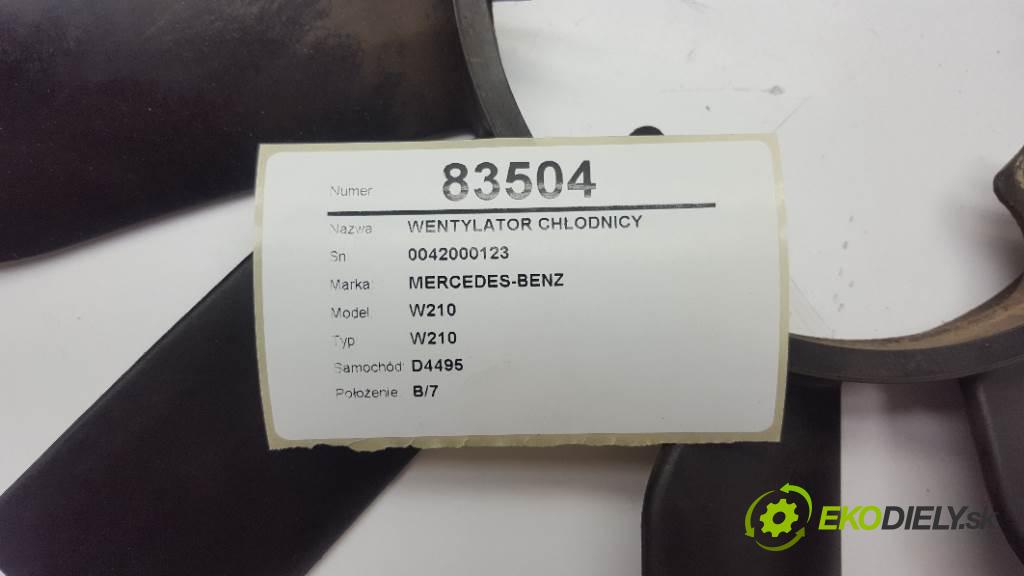 Numer 83504
Nazwa WENTYLATOR CHŁODNICY
Sn 0042000123
Marka MERCEDES-BENZ
Model W210
Typ W210
Samochód: D4495
Położenie: B/7
EKODIELY.sk